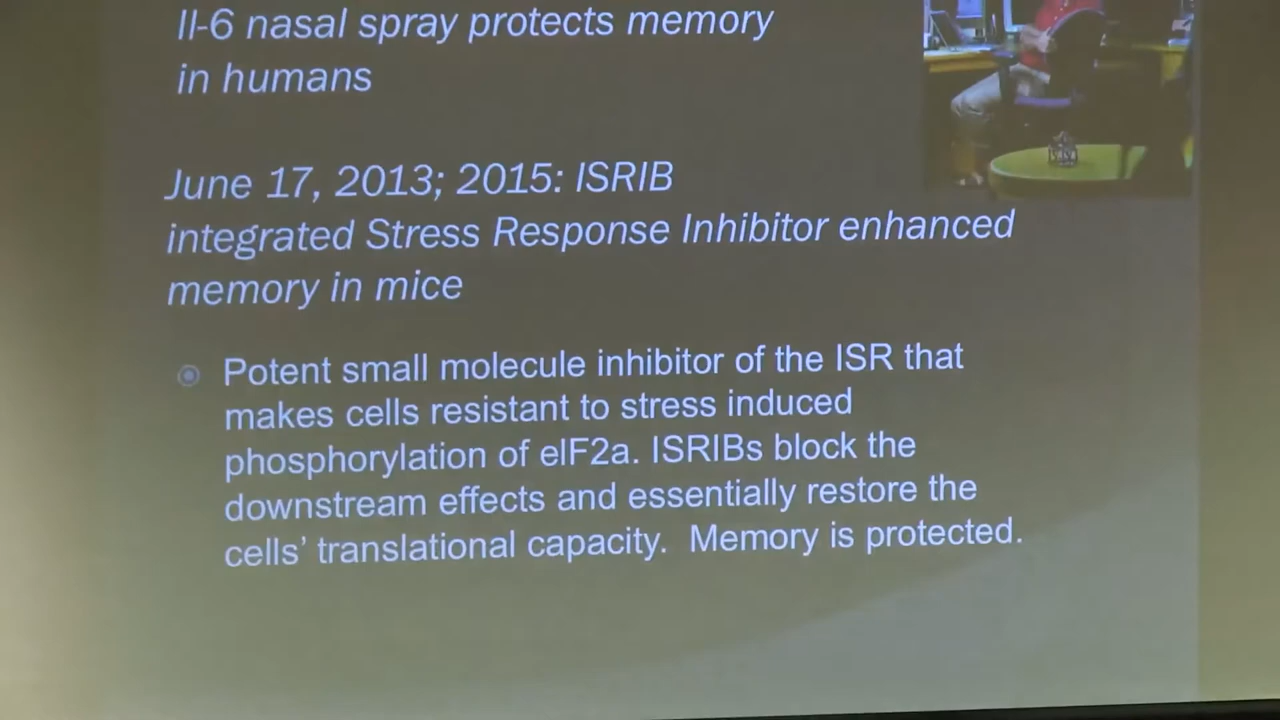 Il-6 nasal spray protects memory
in humans
June 17, 2013; 2015: ISRIB
integrated Stress Response Inhibitor enhanced
memory in mice
Potent small molecule inhibitor of the ISR that
makes cells resistant to stress induced
phosphorylation of eIF2a. ISRIBs block the
downstream effects and essentially restore the
cells’ translational capacity. Memory is protected.